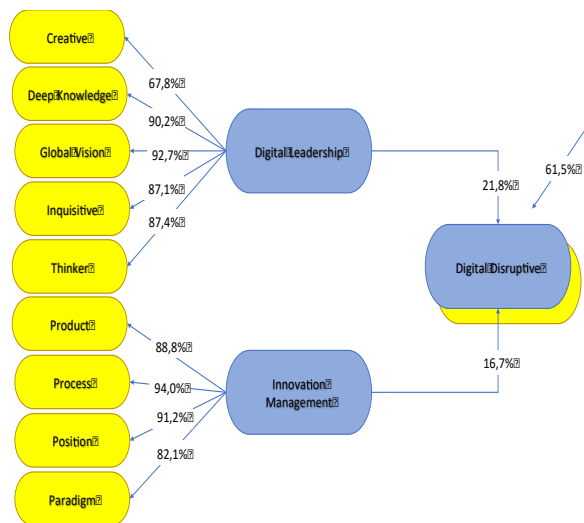 Creative
67,8%
Deep Knowledge
90,2%
Global Vision
92,7%
Digital Leadership
61,5%
87,1%
21,8%
Inquisitive
87,4%
Thinker
Digital Disruptive
Product
88,8%
16,7%
Process
94,0%
Innovation
Management
91,2%
Position
82,1%
Paradigm